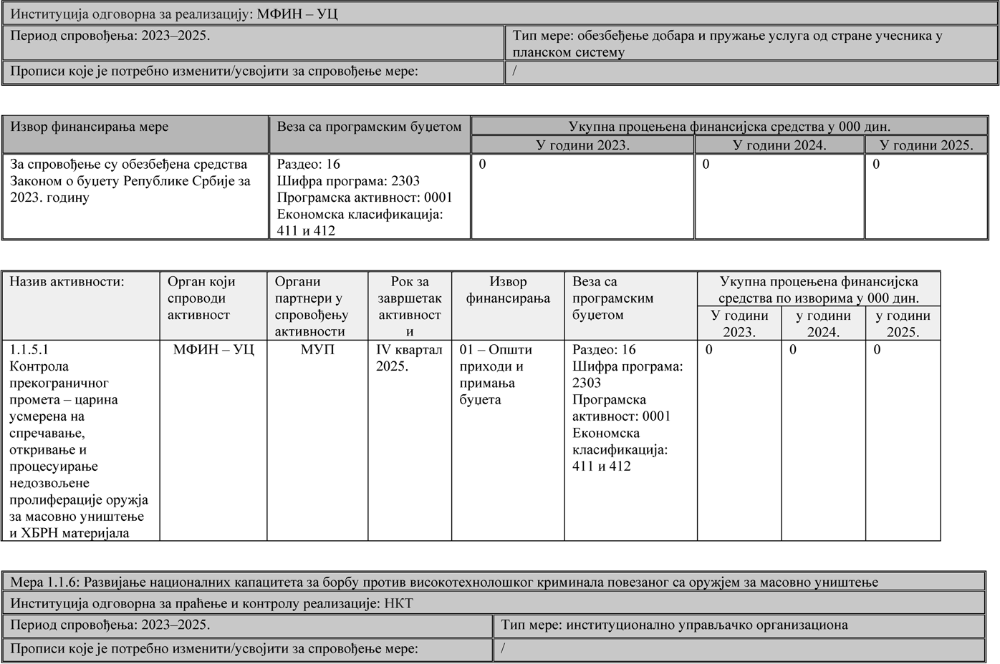 Институција одговорна за реализацију: МФИН – УЦ
Период спровођења: 2023–2025.
Тип мере: обезбеђење добара и пружање услуга од стране учесника у
планском систему
Прописи које је потребно изменити/усвојити за спровођење мере:
/
Извор финансирања мере
Веза са програмским буџетом
Укупна процењена финансијска средства у 000 дин.
У години 2023.
У години 2024.
У години 2025.
За спровођење су обезбеђена средства
Законом о буџету Републике Србије за
2023. годину
Раздео: 16
Шифра програма: 2303
Програмска активност: 0001
Економска класификација:
411 и 412
0
0
0
Назив активности:
Орган који
спроводи
активност
Органи
партнери у
спровођењу
активности
Рок за
завршетак
активност
и
Извор
финансирања
Веза са
програмским
буџетом
Укупна процењена финансијска
средства по изворима у 000 дин.
У години
2023.
у години
2024.
у години
2025.
1.1.5.1
Контрола
прекограничног
промета – царина
усмерена на
спречавање,
откривање и
процесуирање
недозвољене
пролиферације оружја
за масовно уништење
и ХБРН материјала
МФИН – УЦ
МУП
IV квартал
2025.
01 – Општи
приходи и
примања
буџета
Раздео: 16
Шифра програма:
2303
Програмска
активност: 0001
Економска
класификација:
411 и 412
0
0
0
Мера 1.1.6: Развијање националних капацитета за борбу против високотехнолошког криминала повезаног са оружјем за масовно уништење
Институција одговорна за праћење и контролу реализације: НКТ
Период спровођења: 2023–2025.
Тип мере: институционално управљачко организациона
Прописи које је потребно изменити/усвојити за спровођење мере:
/